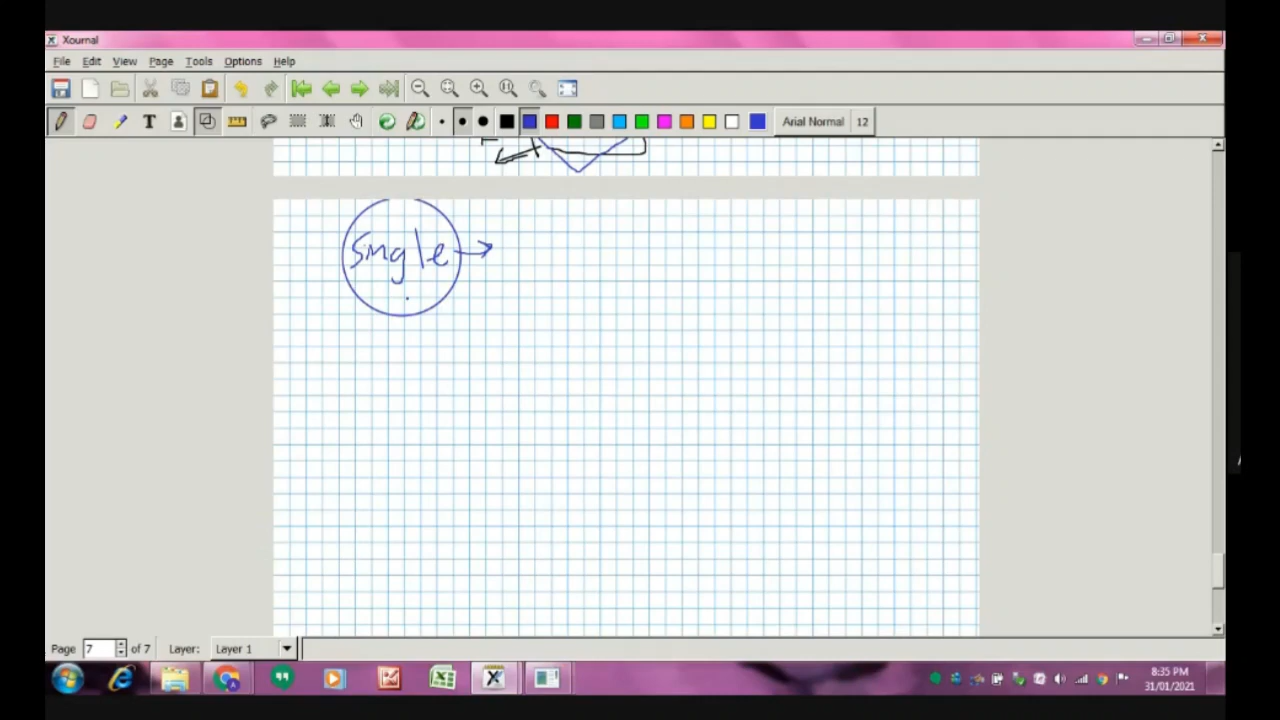 Xournal
File Edit View Page Tools Options Help
T Arial Normal 12
Single
Page 7 of 7 Layer: Layer 1
8:35 PM
31/01/2021